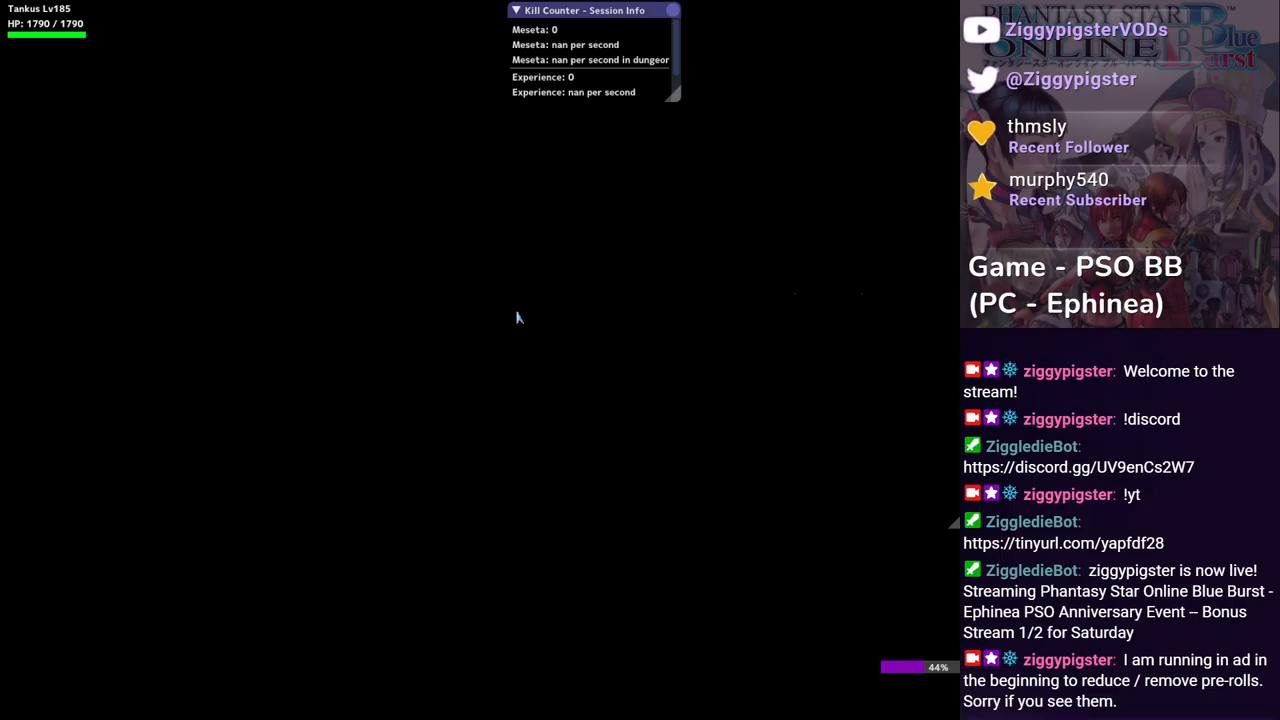 Tankus Lv185
HP: 1790 / 1790
Kill Counter - Session Info
Meseta: 0
Meseta: nan per second
Meseta: nan per second in dungeor
Experience: 0
Experience: nan per second
44%
PHANTASY STAR
ONLINE Blue
Burst
ZiggypigsterVODs
@Ziggypigster
thmsly
Recent Follower
murphy540
Recent Subscriber
Game - PSO BB
(PC - Ephinea)
ziggypigster: Welcome to the
stream!
ziggypigster: !discord
ZiggledieBot:
https://discord.gg/UV9enCs2W7
ziggypigster: !yt
ZiggledieBot:
https://tinyurl.com/yapfdf28
ZiggledieBot: ziggypigster is now live!
Streaming Phantasy Star Online Blue Burst -
Ephinea PSO Anniversary Event -- Bonus
Stream 1/2 for Saturday
ziggypigster: I am running in ad in
the beginning to reduce / remove pre-rolls.
Sorry if you see them.